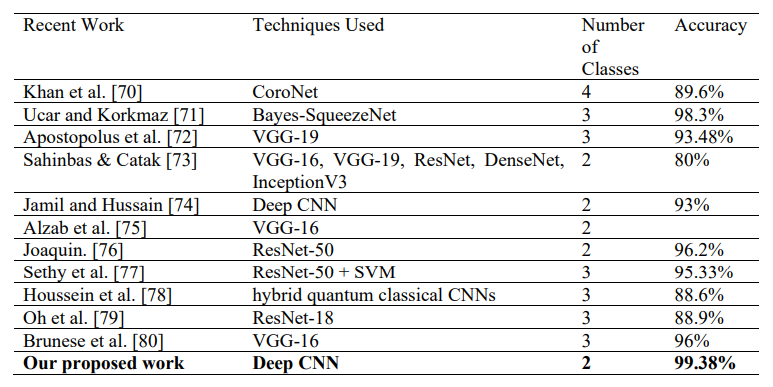 Recent Work Techniques Used Number of Classes Accuracy
Khan et al. [70] CoroNet 4 89.6%
Ucar and Korkmaz [71] Bayes-SqueezeNet 3 98.3%
Apostopolus et al. [72] VGG-19 3 93.48%
Sahinbas & Catak [73] VGG-16, VGG-19, ResNet, DenseNet, InceptionV3 2 80%
Jamil and Hussain [74] Deep CNN 2 93%
Alzab et al. [75] VGG-16 2
Joaquin. [76] ResNet-50 2 96.2%
Sethy et al. [77] ResNet-50 + SVM 3 95.33%
Houssein et al. [78] hybrid quantum classical CNNs 3 88.6%
Oh et al. [79] ResNet-18 3 88.9%
Brunese et al. [80] VGG-16 3 96%
Our proposed work Deep CNN 2 99.38%